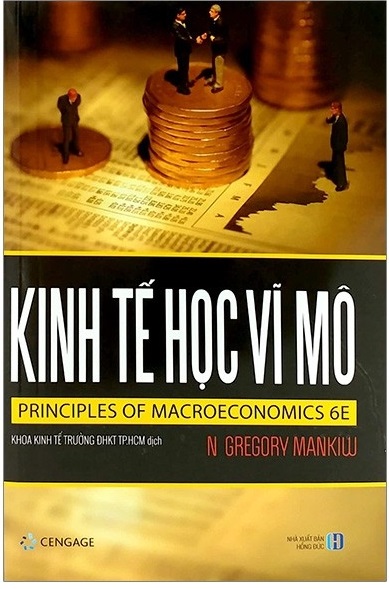 KINH TẾ HỌC VĨ MÔ
PRINCIPLES OF MACROECONOMICS 6E
KHOA KINH TẾ TRƯỜNG ĐHKT TP.HCM dịch
N GREGORY MANKIW
CENGAGE
NHÀ XUẤT BẢN
HỒNG ĐỨC